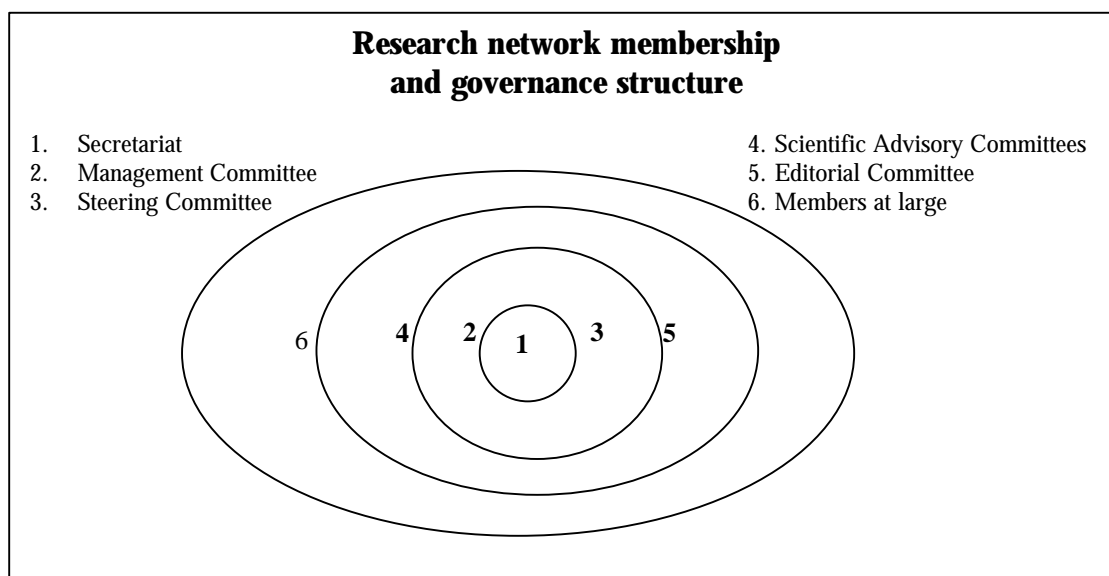 Research network membership
and governance structure
1. Secretariat
2. Management Committee
3. Steering Committee
4. Scientific Advisory Committees
5. Editorial Committee
6. Members at large
6 4 2 1 3 5